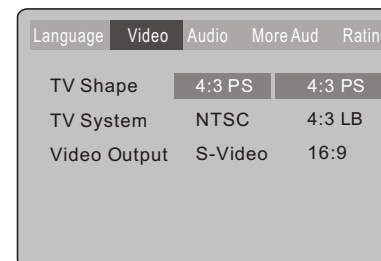 Language Video Audio More Aud Ratin
TV Shape 4:3 PS 4:3 PS
TV System NTSC 4:3 LB
Video Output S-Video 16:9